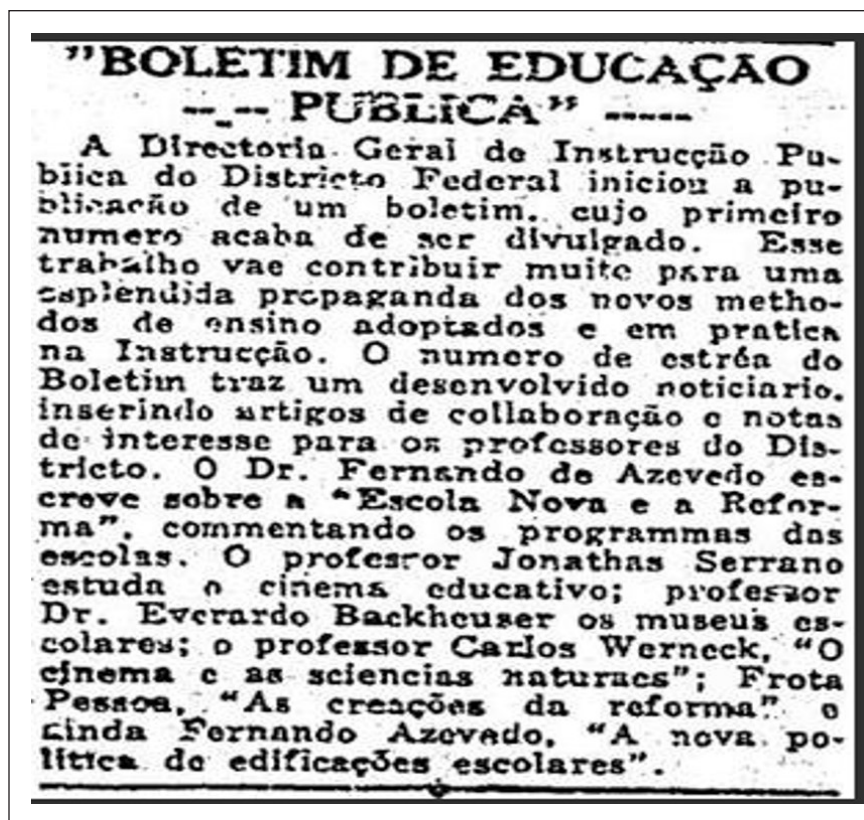 "BOLETIM DE EDUCAÇÃO
--_-- PUBLICA" -----
A Directoria Geral de Instrucção Pu-
blica do Districto Federal iniciou a pu-
blicação de um boletim, cujo primeiro
numero acaba de ser divulgado. Esse
trabalho vae contribuir muito para uma
esplendida propaganda dos novos metho-
dos de ensino adoptados e em pratica
na Instrucção. O numero de estréa do
Boletim traz um desenvolvido noticiario,
inserindo artigos de collaboração e notas
de interesse para os professores do Dis-
tricto. O Dr. Fernando de Azevedo es-
creve sobre a "Escola Nova e a Refor-
ma", commentando os programmas das
escolas. O professor Jonathas Serrano
estuda o cinema educativo; professor
Dr. Everardo Backheuser os museus es-
colares; o professor Carlos Werneck, "O
cinema e as sciencias naturaes"; Frota
Pessoa, "As creações da reforma" e
ainda Fernando Azevedo, "A nova po-
litica de edificações escolares".